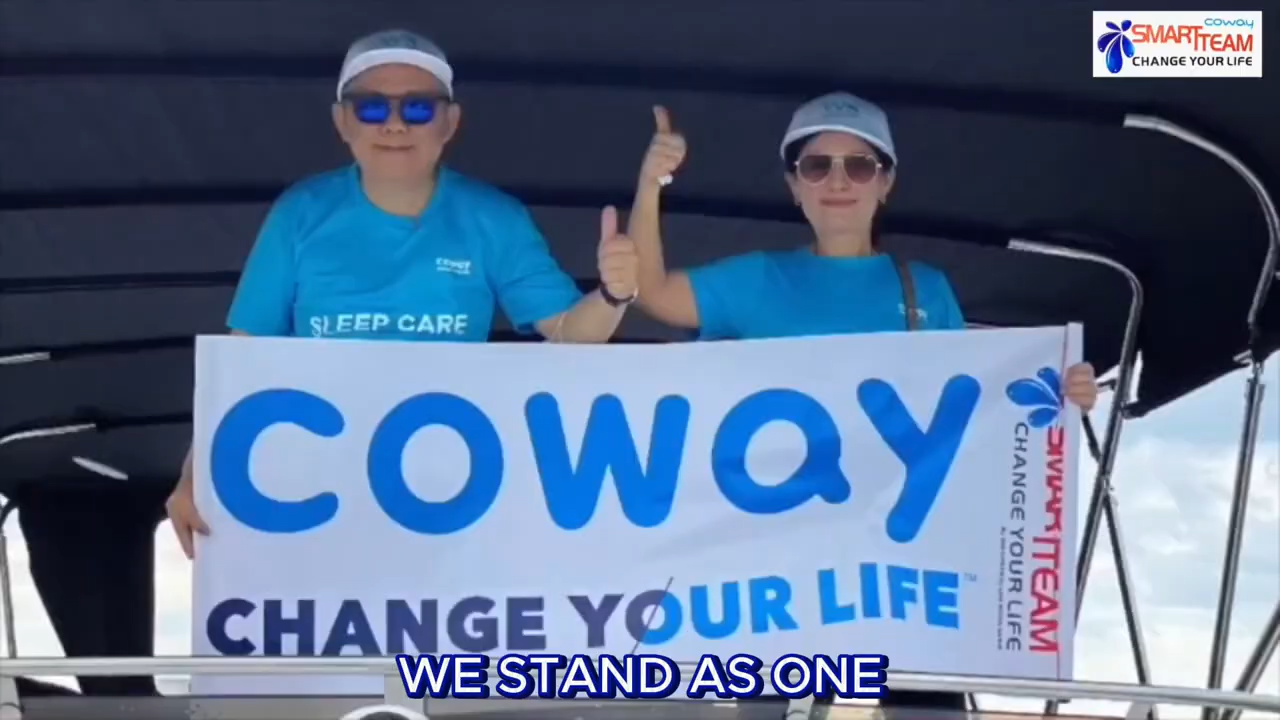 coway
SMART TEAM
CHANGE YOUR LIFE
coway
SLEEP CARE
coway
CHANGE YOUR LIFE™
SMART TEAM
CHANGE YOUR LIFE
WE STAND AS ONE